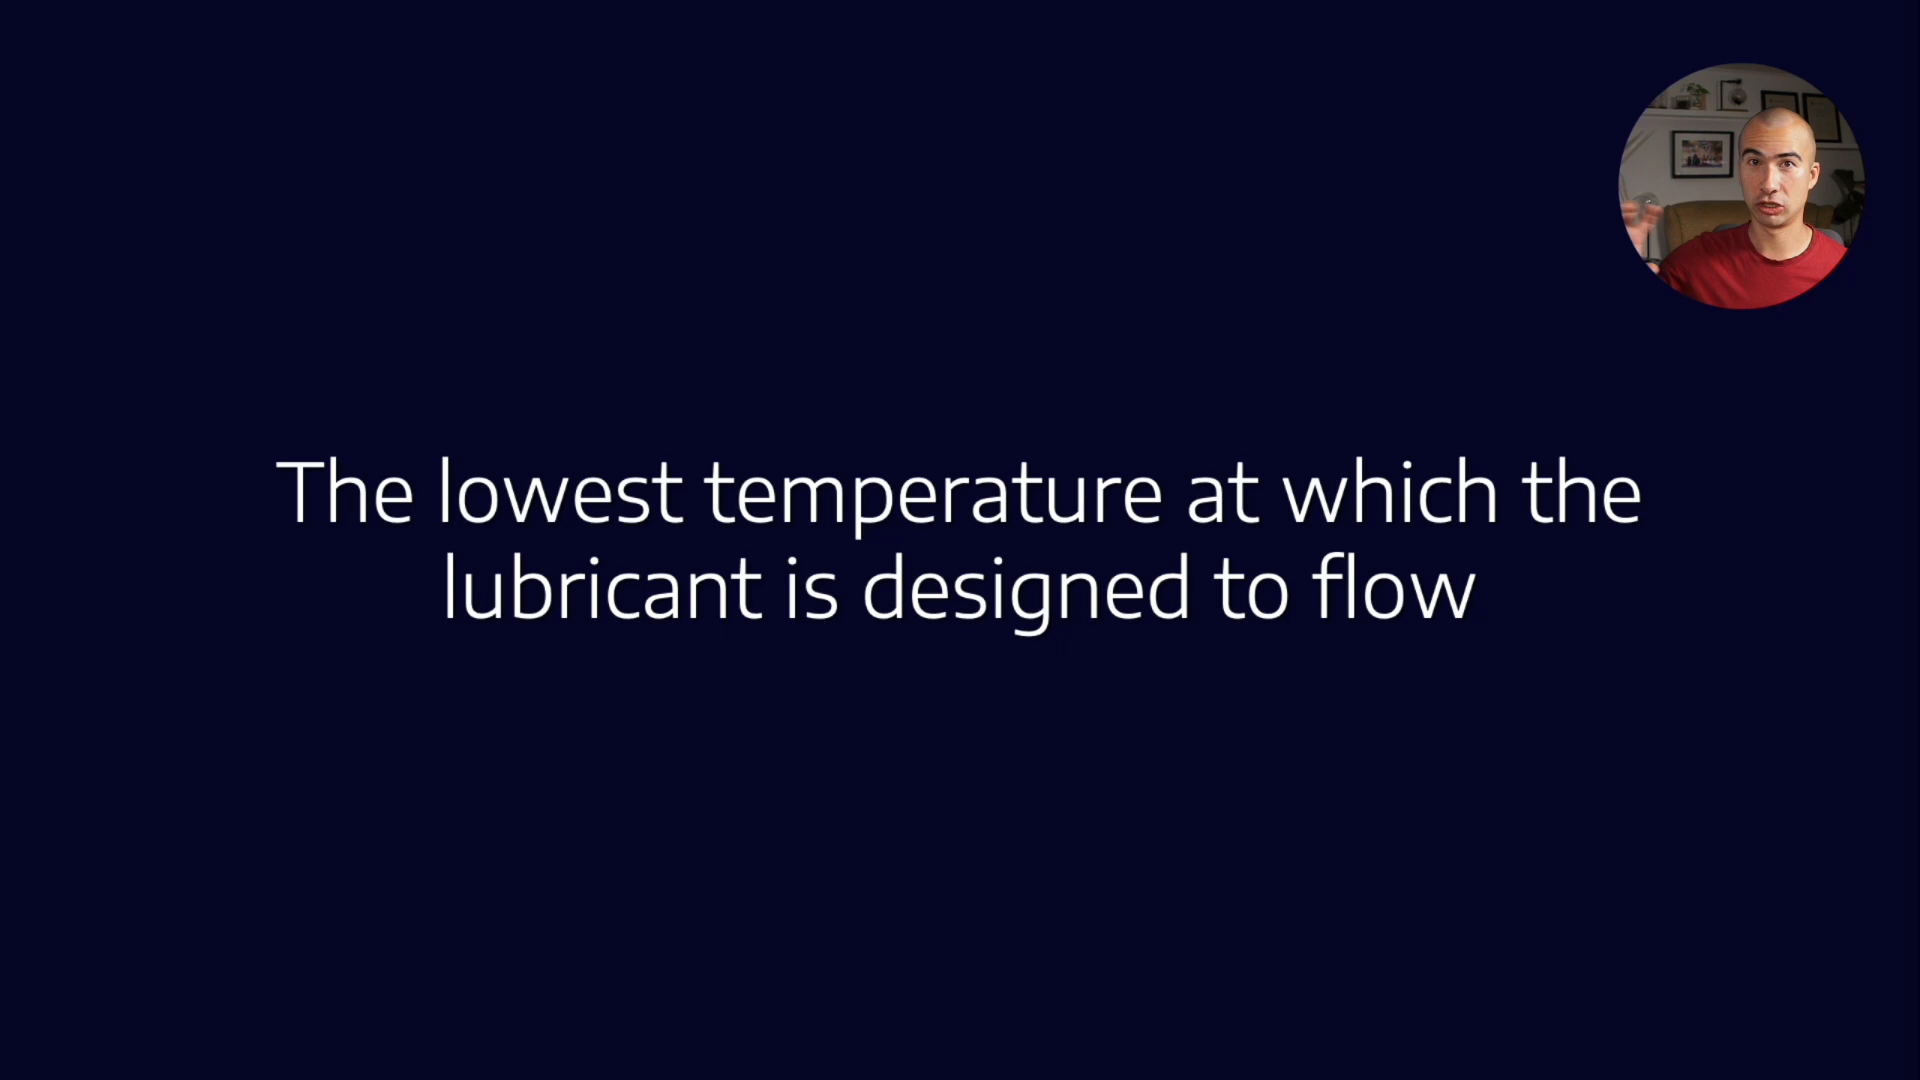 The lowest temperature at which the
lubricant is designed to flow